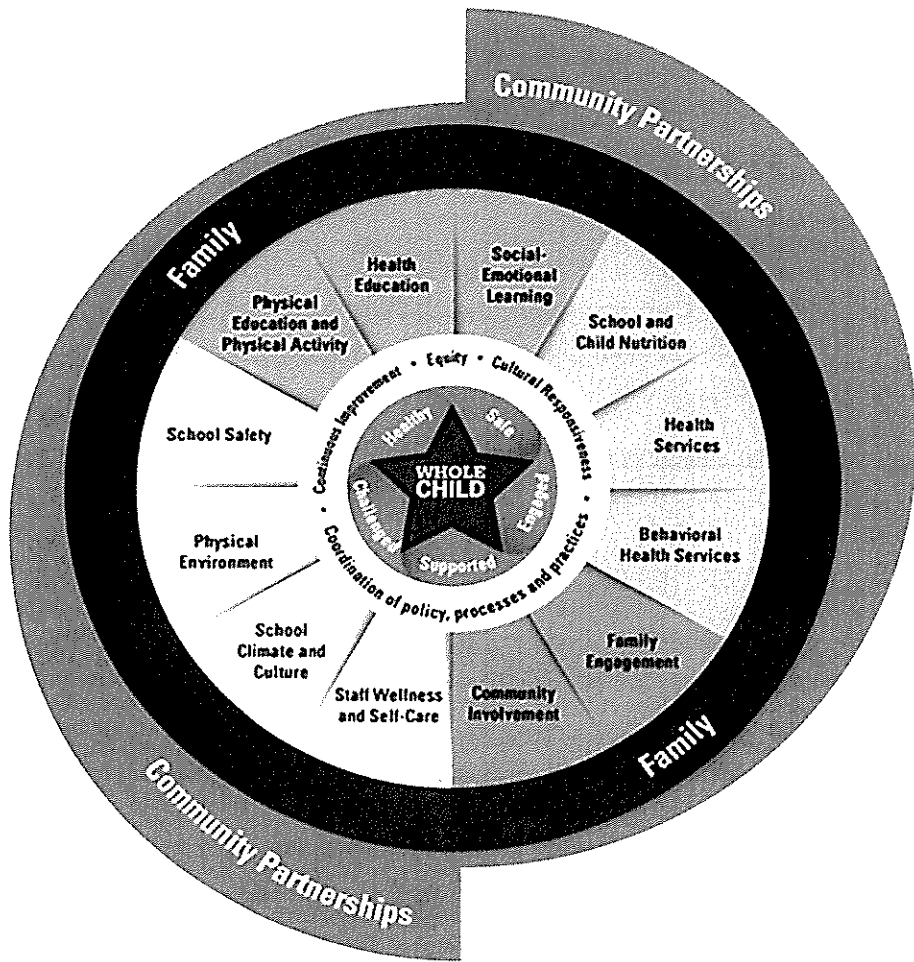 Community Partnerships
Family
Social-
Emotional
Learning
Health
Education
Physical
Education and
Physical Activity
School and
Child Nutrition
Health
Services
Behavioral
Health Services
Family
Engagement
Community
Involvement
Staff Wellness
and Self-Care
School
Climate and
Culture
Physical
Environment
School Safety
Continuous Improvement • Equity • Cultural Responsiveness •
Coordination of policy, processes and practices •
Healthy
Safe
Engaged
Supported
Challenged
WHOLE
CHILD
Family
Community Partnerships